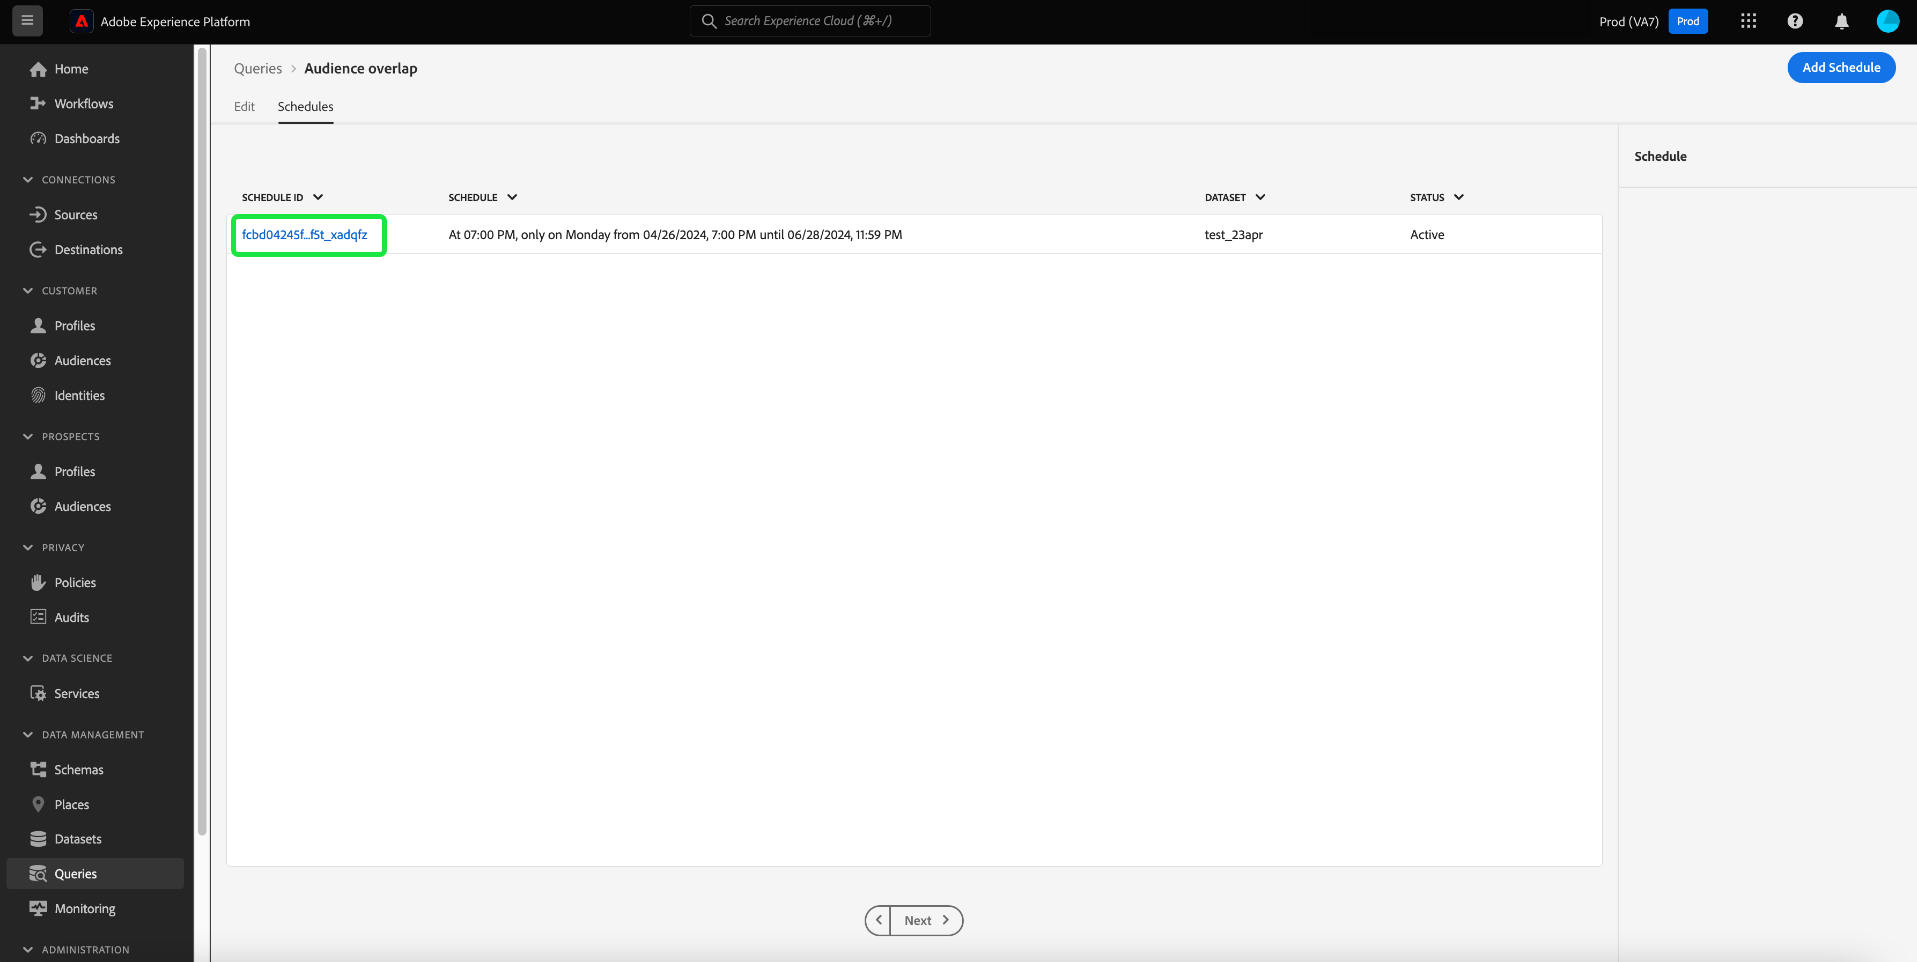 Adobe Experience Platform
Search Experience Cloud (⌘+/)
Prod (VA7)
Prod
Home
Workflows
Dashboards
CONNECTIONS
Sources
Destinations
CUSTOMER
Profiles
Audiences
Identities
PROSPECTS
Profiles
Audiences
PRIVACY
Policies
Audits
DATA SCIENCE
Services
DATA MANAGEMENT
Schemas
Places
Datasets
Queries
Monitoring
ADMINISTRATION
Queries > Audience overlap
Add Schedule
Edit Schedules
SCHEDULE ID SCHEDULE DATASET STATUS
fcbd04245f...f5t_xadqfz At 07:00 PM, only on Monday from 04/26/2024, 7:00 PM until 06/28/2024, 11:59 PM test_23apr Active
Next
Schedule